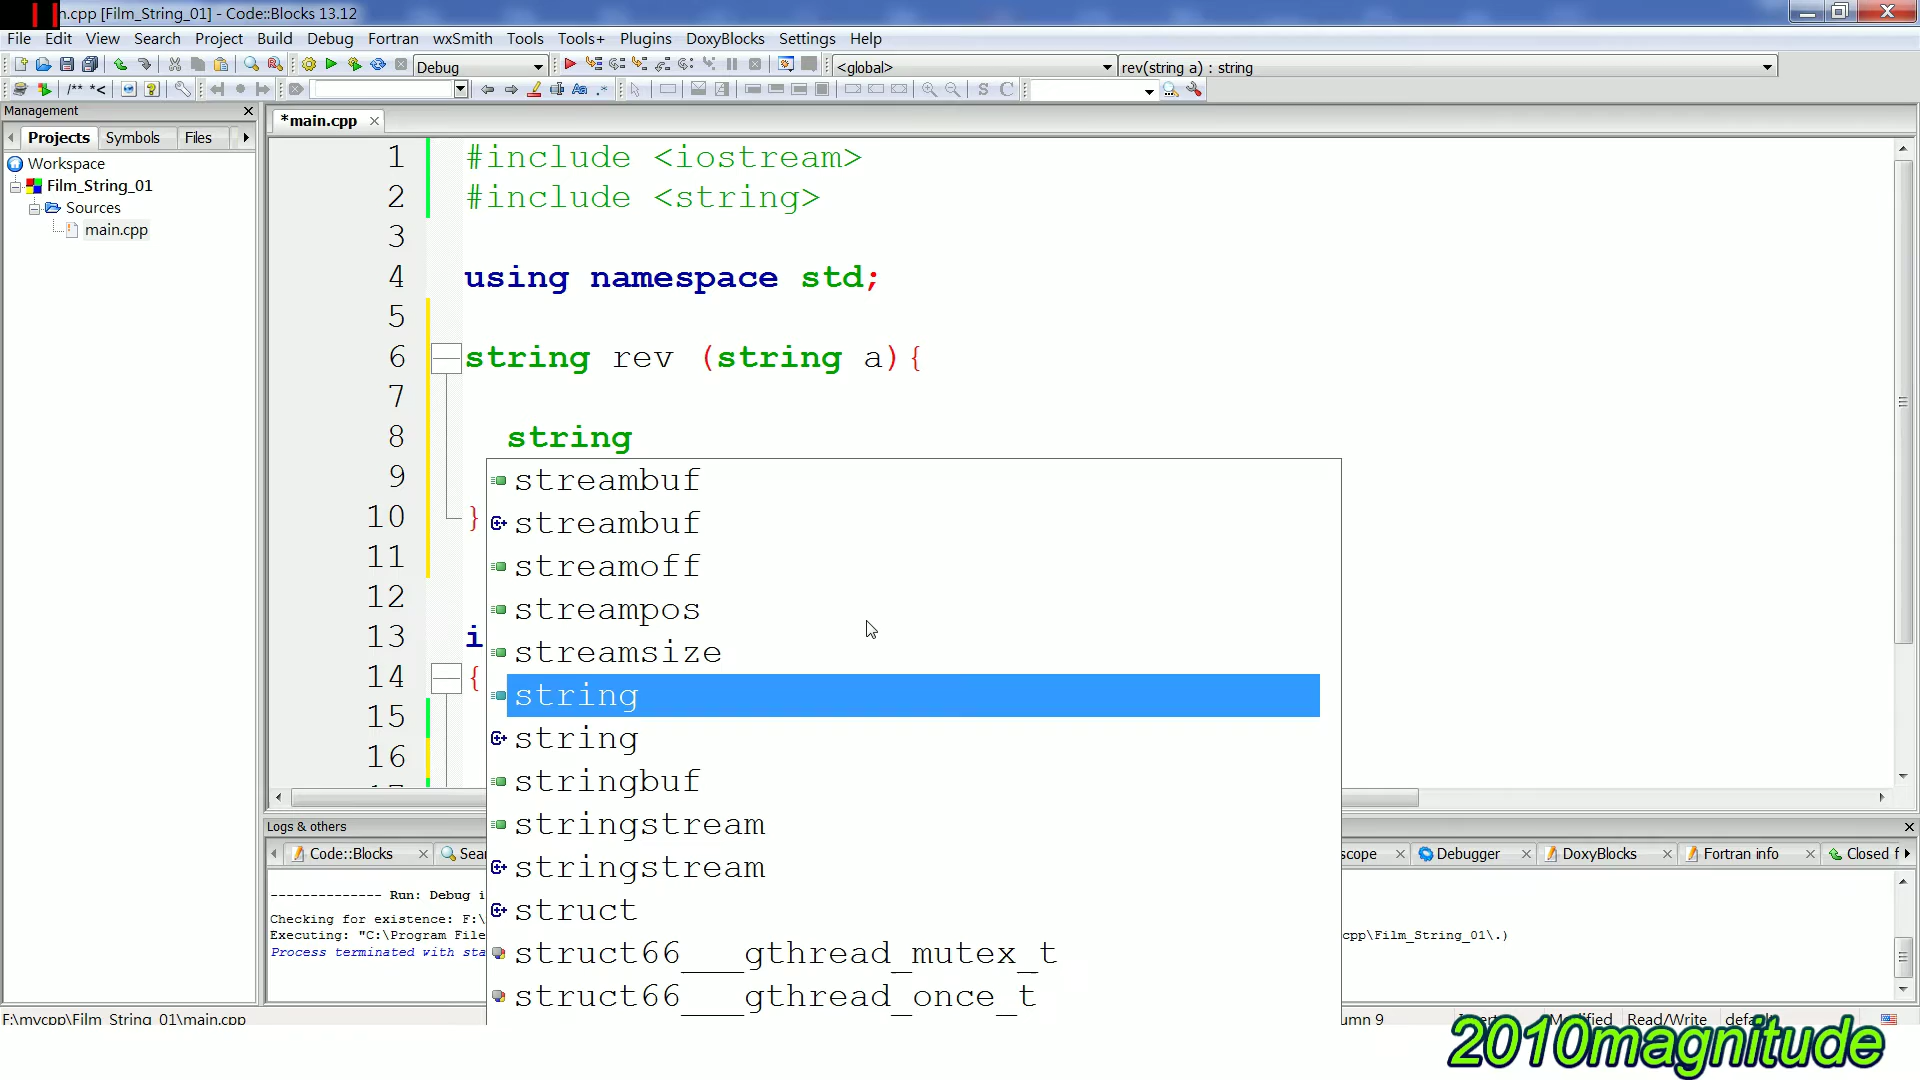 n.cpp [Film_String_01] - Code::Blocks 13.12
File Edit View Search Project Build Debug Fortran wxSmith Tools Tools+ Plugins DoxyBlocks Settings Help
Debug <global> rev(string a) : string
/** *< Aa .* S C
Management
*main.cpp
Projects Symbols Files
Workspace
Film_String_01
Sources
main.cpp
1 #include <iostream>
2 #include <string>
3
4 using namespace std;
5
6 string rev (string a){
7
8 string
9
10 }
11
12
13 i
14 {
15
16
streambuf
streambuf
streamoff
streampos
streamsize
string
string
stringbuf
stringstream
stringstream
struct
struct66___gthread_mutex_t
struct66___gthread_once_t
Logs & others
Code::Blocks Sea scope Debugger DoxyBlocks Fortran info Closed f
-------------- Run: Debug i
Checking for existence: F:\
Executing: "C:\Program File cpp\Film_String_01\.)
Process terminated with sta
F:\mycpp\Film_String_01\main.cpp umn 9 Modified Read/Write
2010magnitude